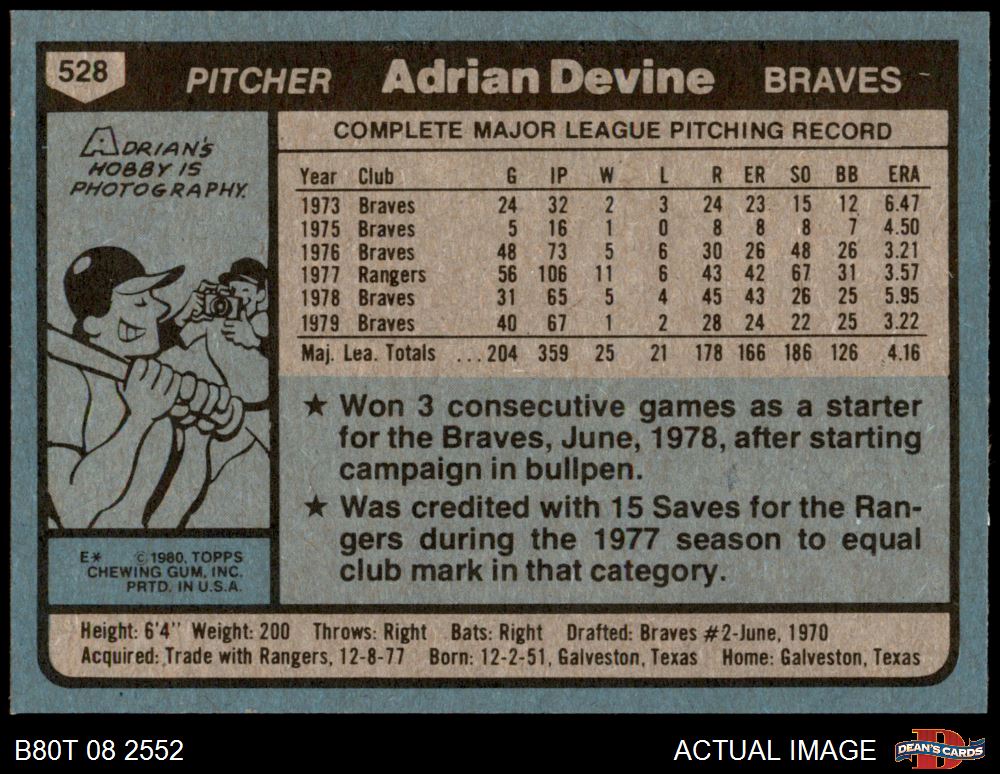 528 PITCHER Adrian Devine BRAVES
ADRIAN'S
HOBBY IS
PHOTOGRAPHY.
COMPLETE MAJOR LEAGUE PITCHING RECORD
Year Club G IP W L R ER SO BB ERA
1973 Braves 24 32 2 3 24 23 15 12 6.47
1975 Braves 5 16 1 0 8 8 8 7 4.50
1976 Braves 48 73 5 6 30 26 48 26 3.21
1977 Rangers 56 106 11 6 43 42 67 31 3.57
1978 Braves 31 65 5 4 45 43 26 25 5.95
1979 Braves 40 67 1 2 28 24 22 25 3.22
Maj. Lea. Totals ...204 359 25 21 178 166 186 126 4.16
★ Won 3 consecutive games as a starter
for the Braves, June, 1978, after starting
campaign in bullpen.
★ Was credited with 15 Saves for the Ran-
gers during the 1977 season to equal
club mark in that category.
E* © 1980, TOPPS
CHEWING GUM, INC.
PRTD. IN U.S.A.
Height: 6'4" Weight: 200 Throws: Right Bats: Right Drafted: Braves #2-June, 1970
Acquired: Trade with Rangers, 12-8-77 Born: 12-2-51, Galveston, Texas Home: Galveston, Texas
B80T 08 2552 ACTUAL IMAGE DEAN'S CARDS